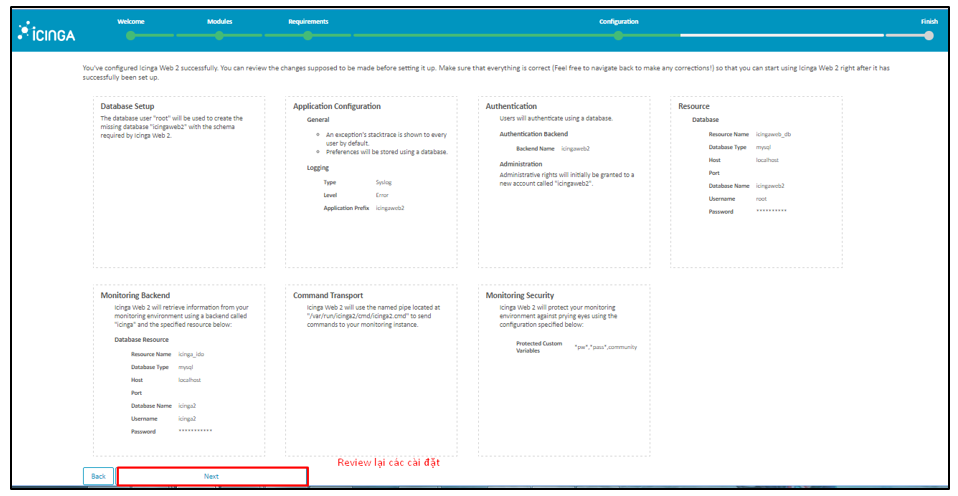 ICINGA
Welcome
Modules
Requirements
Configuration
Finish
You've configured Icinga Web 2 successfully. You can review the changes supposed to be made before setting it up. Make sure that everything is correct (Feel free to navigate back to make any corrections!) so that you can start using Icinga Web 2 right after it has
successfully been set up.
Database Setup
The database user "root" will be used to create the
missing database "icingaweb2" with the schema
required by Icinga Web 2.
Application Configuration
General
An exception's stacktrace is shown to every
user by default.
Preferences will be stored using a database.
Logging
Type Syslog
Level Error
Application Prefix icingaweb2
Authentication
Users will authenticate using a database.
Authentication Backend
Backend Name icingaweb2
Administration
Administrative rights will initially be granted to a
new account called "icingaweb2".
Resource
Database
Resource Name icingaweb_db
Database Type mysql
Host localhost
Port
Database Name icingaweb2
Username root
Password **********
Monitoring Backend
Icinga Web 2 will retrieve information from your
monitoring environment using a backend called
"icinga" and the specified resource below:
Database Resource
Resource Name icinga_ido
Database Type mysql
Host localhost
Port
Database Name icinga2
Username icinga2
Password ***********
Command Transport
Icinga Web 2 will use the named pipe located at
"/var/run/icinga2/cmd/icinga2.cmd" to send
commands to your monitoring instance.
Monitoring Security
Icinga Web 2 will protect your monitoring
environment against prying eyes using the
configuration specified below:
Protected Custom
Variables *pw*,*pass*,community
Review lại các cài đặt
Back
Next